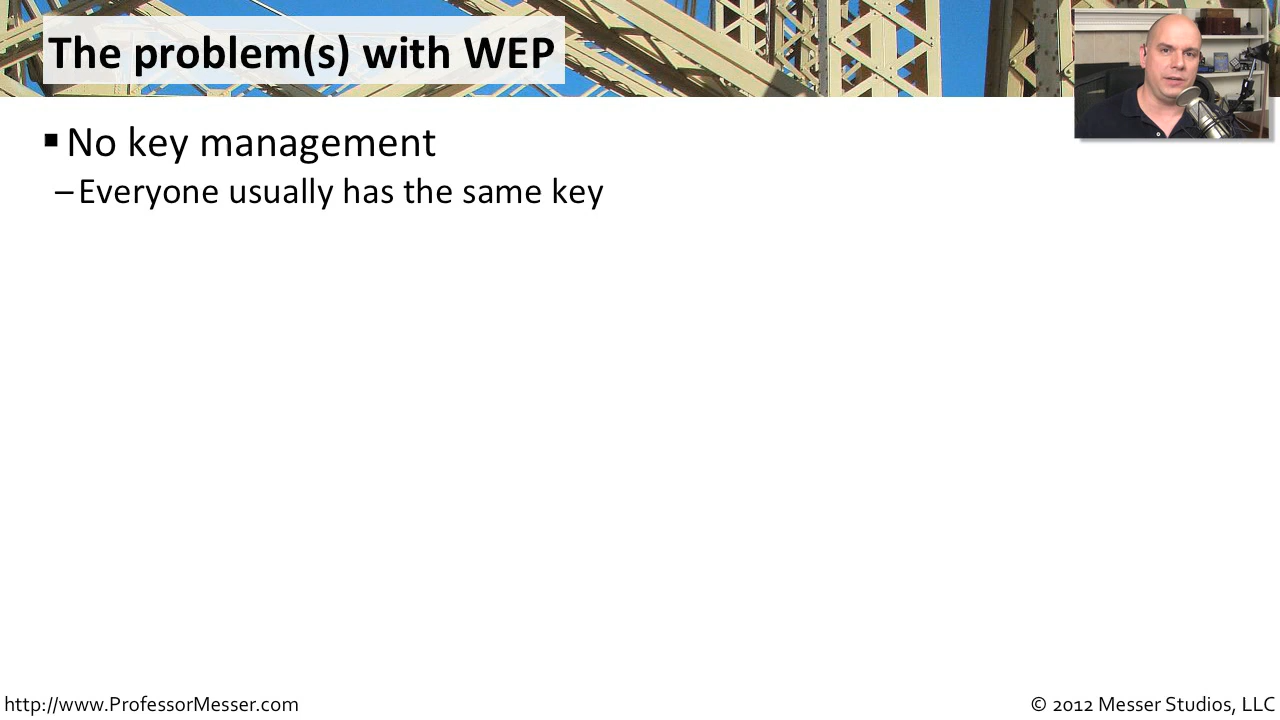 The problem(s) with WEP
▪ No key management
– Everyone usually has the same key
http://www.ProfessorMesser.com
© 2012 Messer Studios, LLC